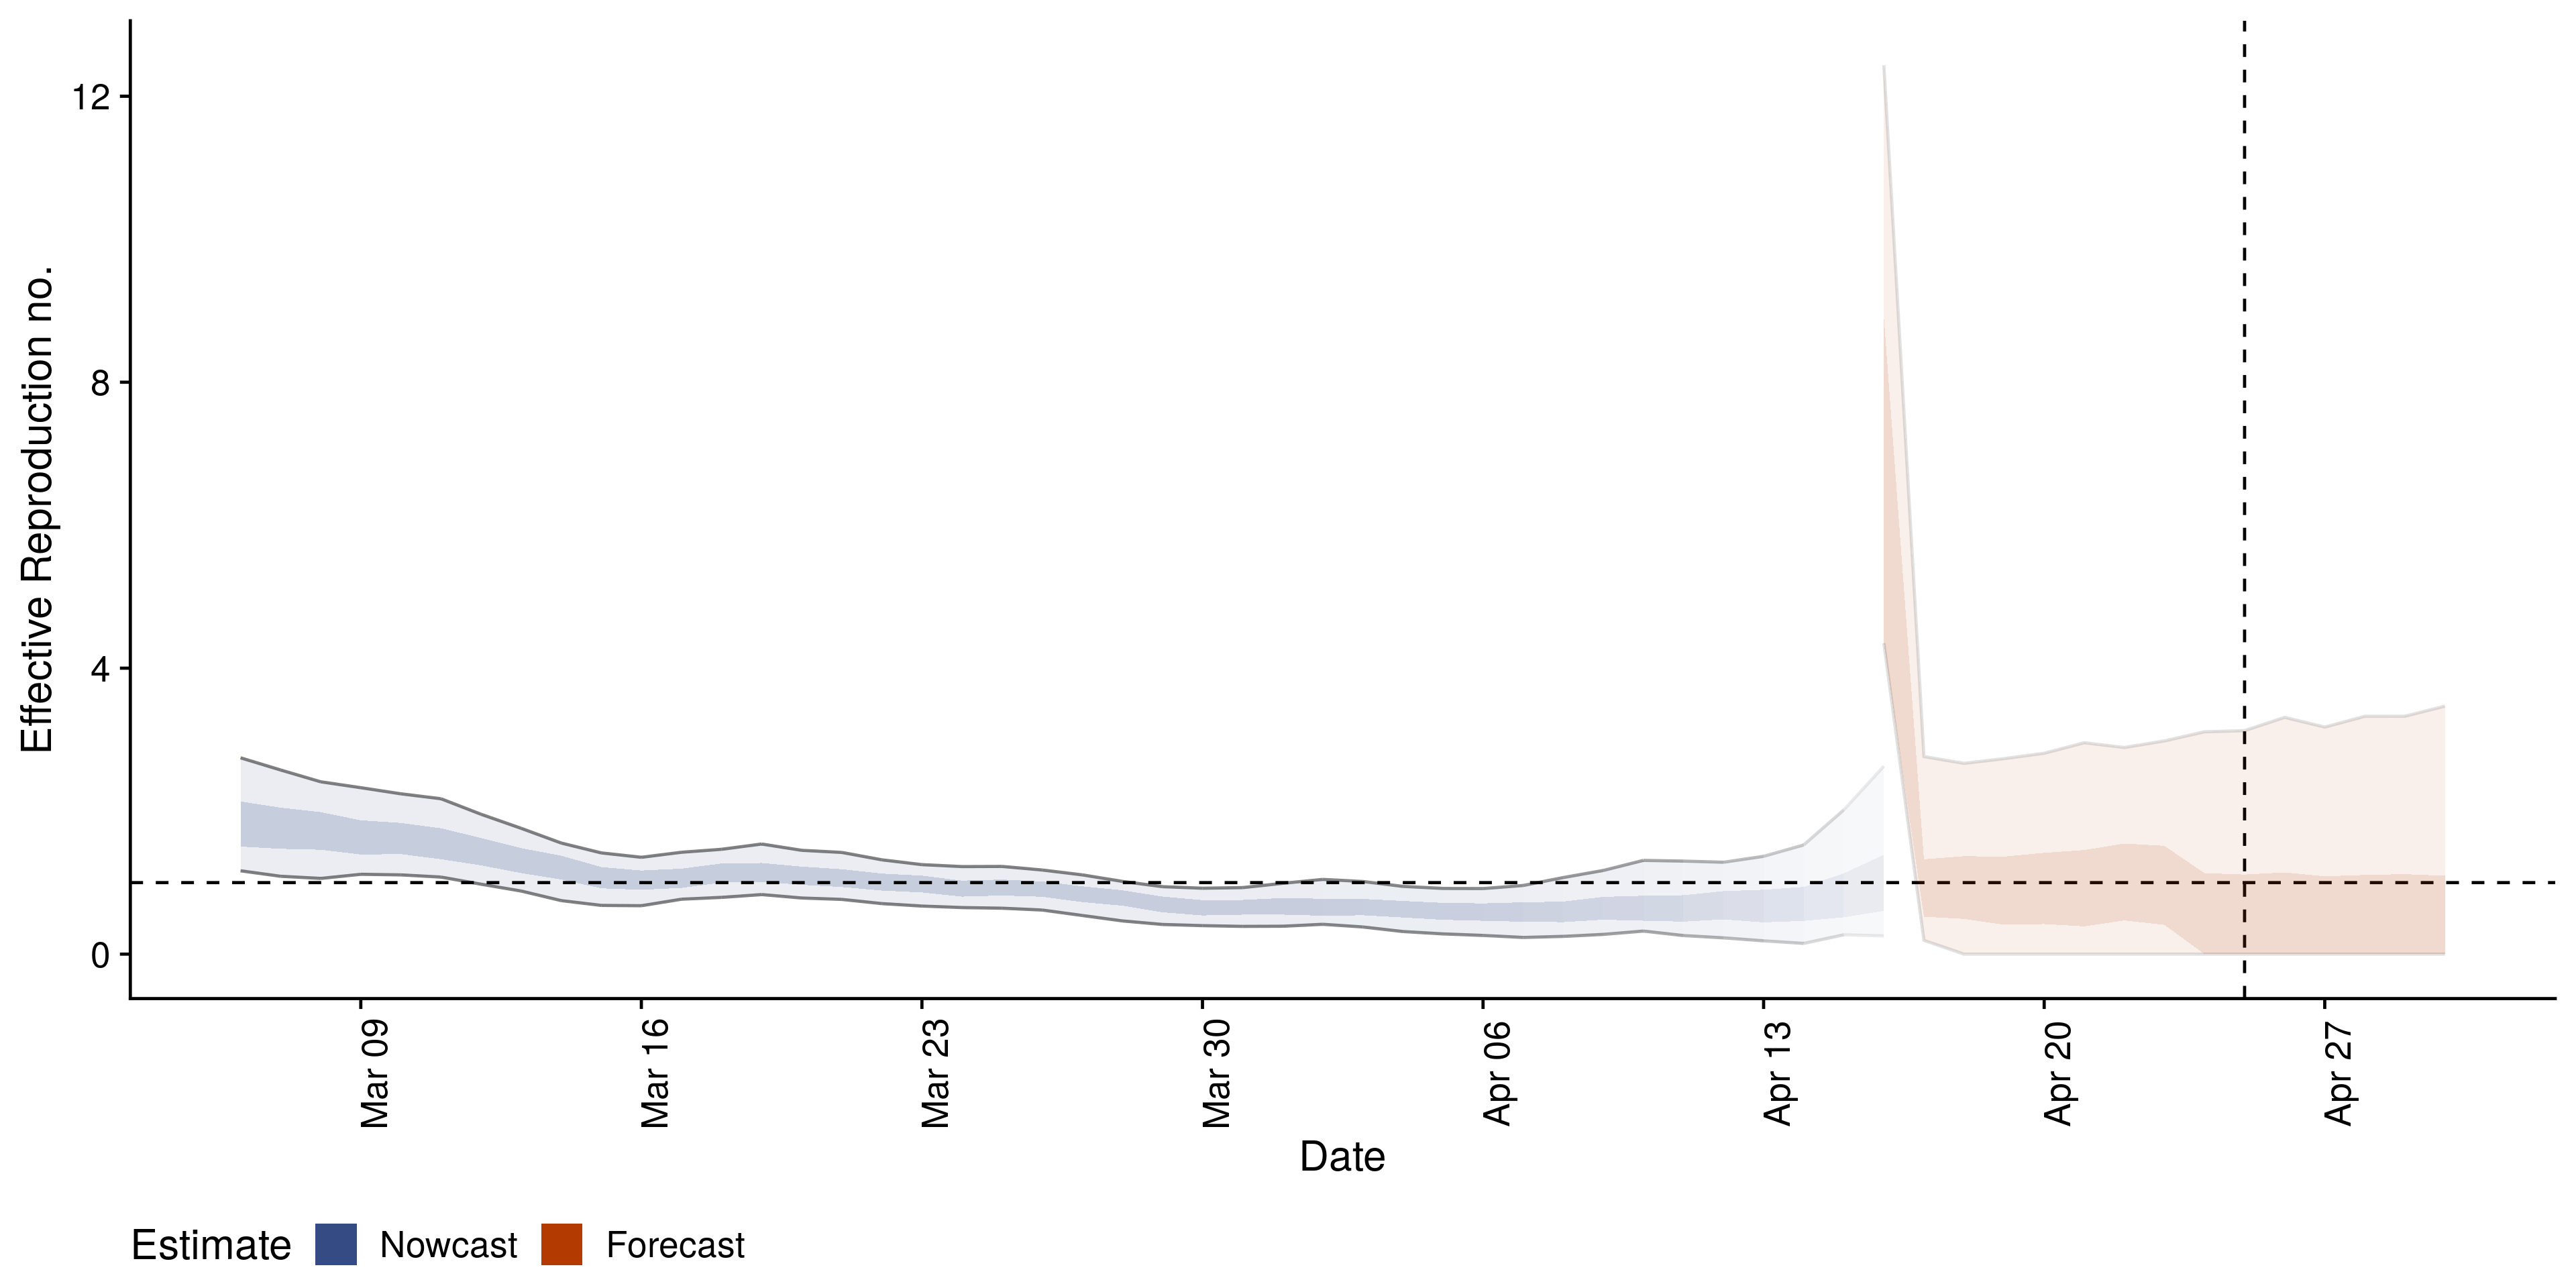 Effective Reproduction no.
12
8
4
0
Mar 09
Mar 16
Mar 23
Mar 30
Apr 06
Apr 13
Apr 20
Apr 27
Date
Estimate Nowcast Forecast